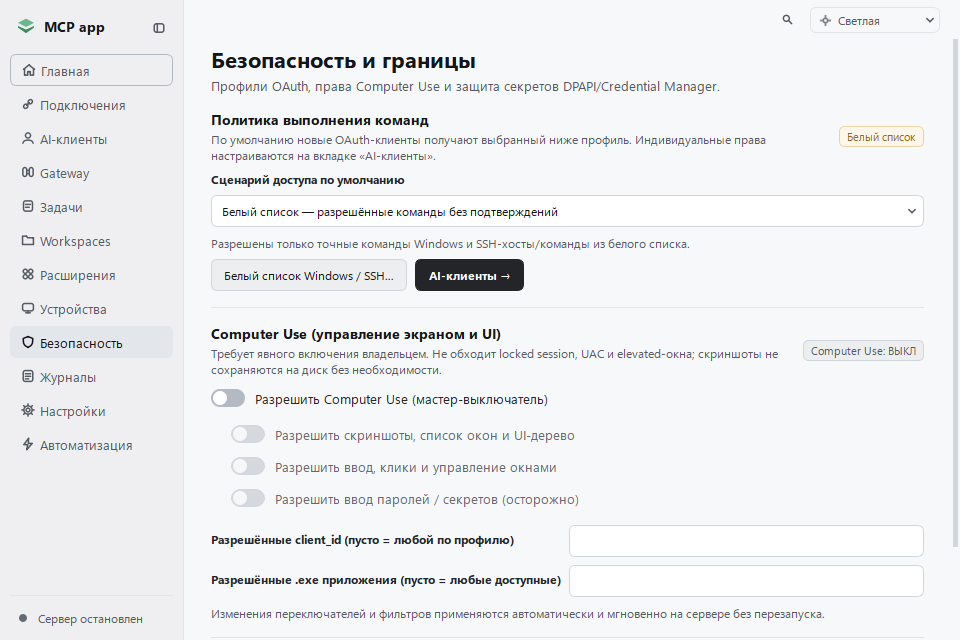 MCP app
Светлая
Главная
Подключения
AI-клиенты
Gateway
Задачи
Workspaces
Расширения
Устройства
Безопасность
Журналы
Настройки
Автоматизация
Сервер остановлен
Безопасность и границы
Профили OAuth, права Computer Use и защита секретов DPAPI/Credential Manager.
Политика выполнения команд
По умолчанию новые OAuth-клиенты получают выбранный ниже профиль. Индивидуальные права
настраиваются на вкладке «AI-клиенты».
Белый список
Сценарий доступа по умолчанию
Белый список — разрешённые команды без подтверждений
Разрешены только точные команды Windows и SSH-хосты/команды из белого списка.
Белый список Windows / SSH...
AI-клиенты →
Computer Use (управление экраном и UI)
Требует явного включения владельцем. Не обходит locked session, UAC и elevated-окна; скриншоты не
сохраняются на диск без необходимости.
Computer Use: ВЫКЛ
Разрешить Computer Use (мастер-выключатель)
Разрешить скриншоты, список окон и UI-дерево
Разрешить ввод, клики и управление окнами
Разрешить ввод паролей / секретов (осторожно)
Разрешённые client_id (пусто = любой по профилю)
Разрешённые .exe приложения (пусто = любые доступные)
Изменения переключателей и фильтров применяются автоматически и мгновенно на сервере без перезапуска.